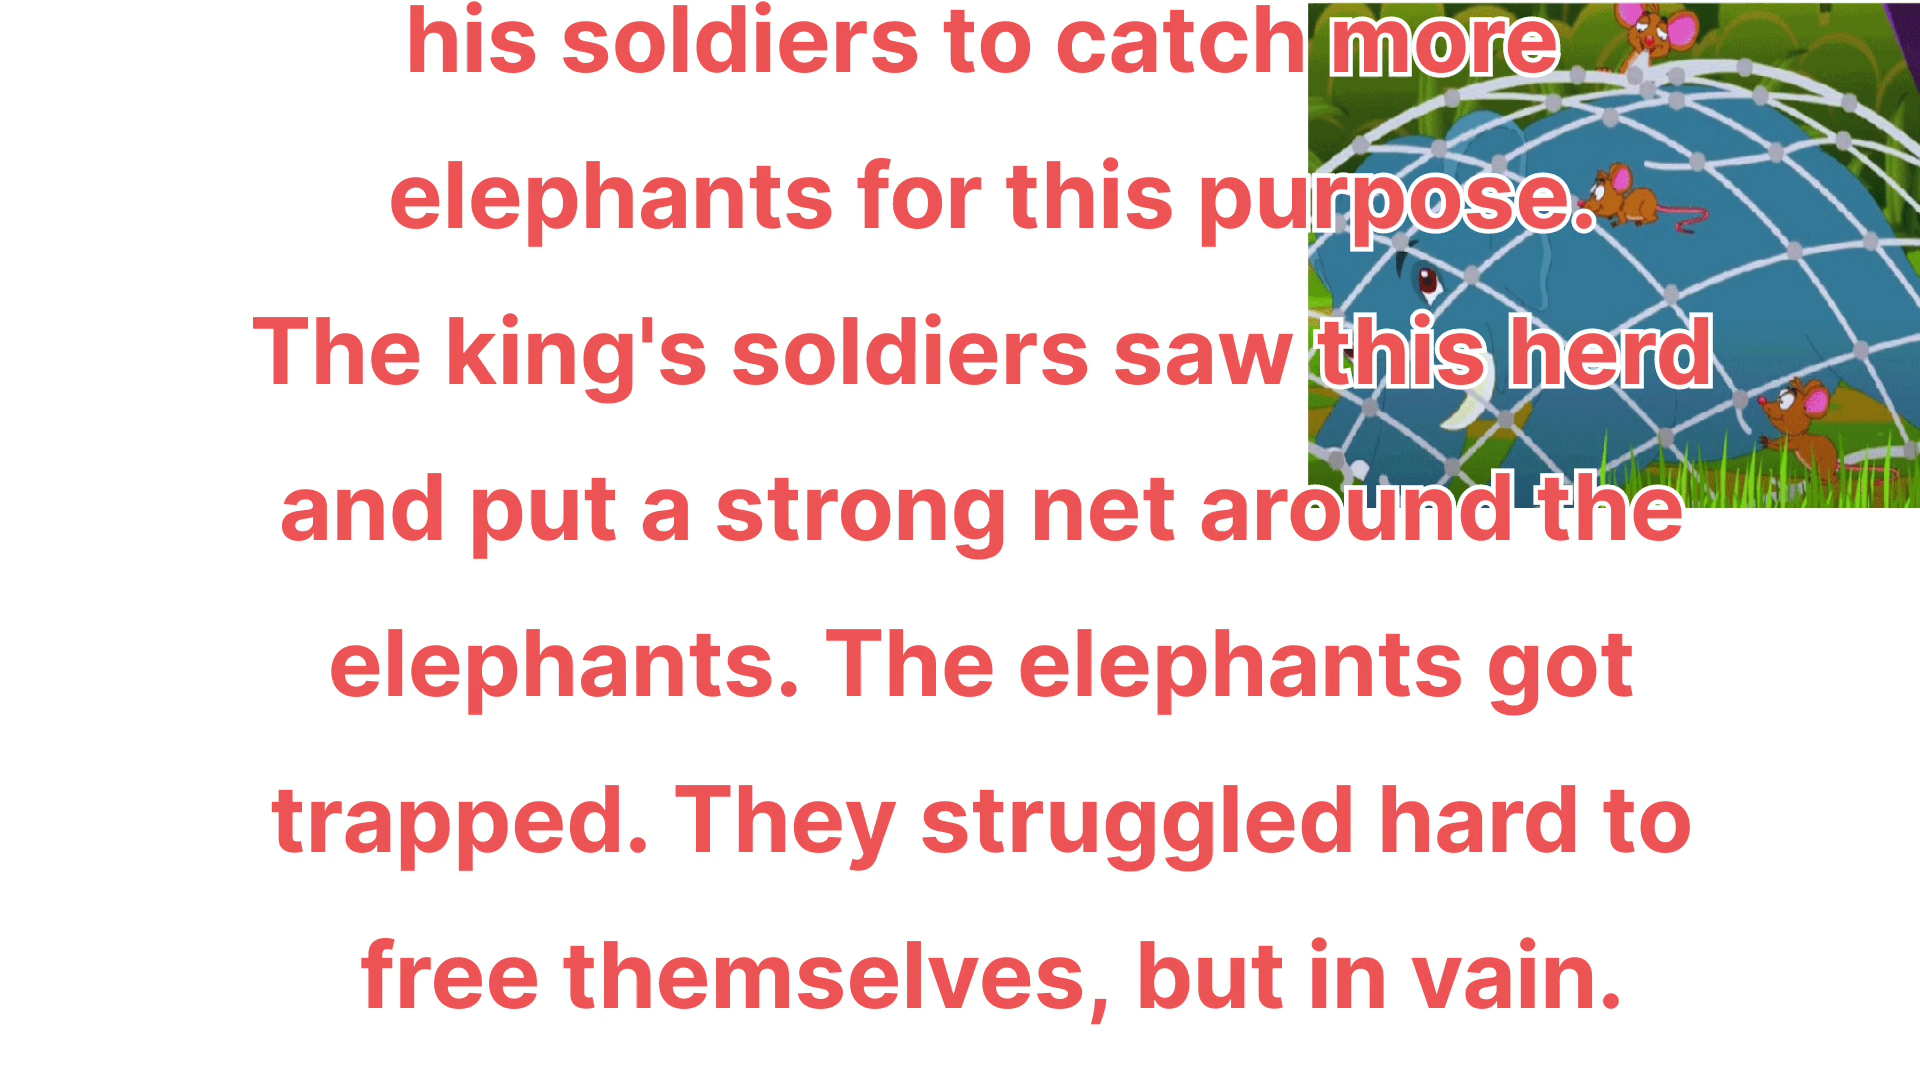 his soldiers to catch more
elephants for this purpose.
The king's soldiers saw this herd
and put a strong net around the
elephants. The elephants got
trapped. They struggled hard to
free themselves, but in vain.